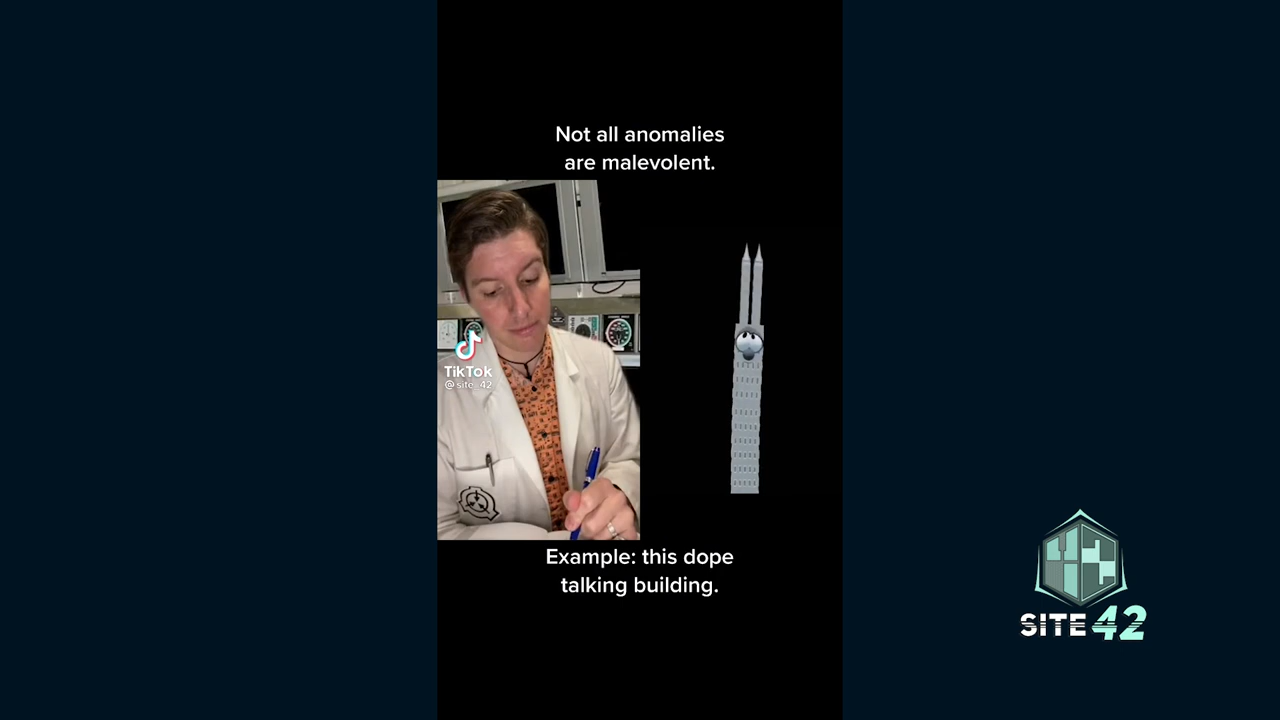 Not all anomalies
are malevolent.
TikTok
@site_42
Example: this dope
talking building.
SITE 42